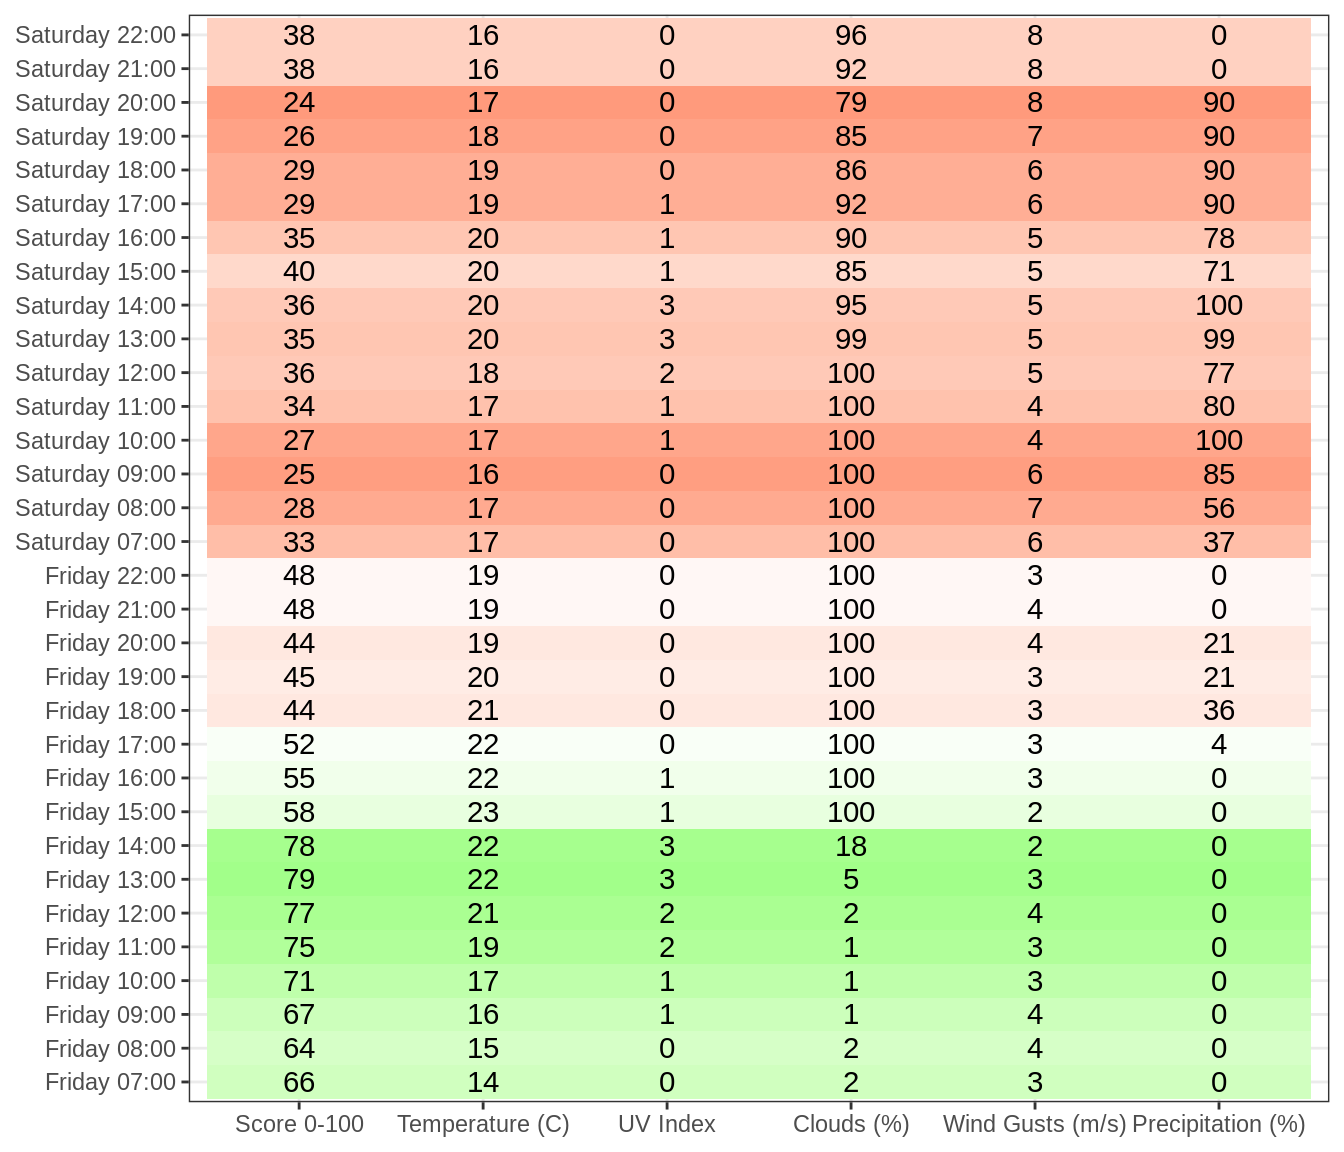 Saturday 22:00 38 16 0 96 8 0
Saturday 21:00 38 16 0 92 8 0
Saturday 20:00 24 17 0 79 8 90
Saturday 19:00 26 18 0 85 7 90
Saturday 18:00 29 19 0 86 6 90
Saturday 17:00 29 19 1 92 6 90
Saturday 16:00 35 20 1 90 5 78
Saturday 15:00 40 20 1 85 5 71
Saturday 14:00 36 20 3 95 5 100
Saturday 13:00 35 20 3 99 5 99
Saturday 12:00 36 18 2 100 5 77
Saturday 11:00 34 17 1 100 4 80
Saturday 10:00 27 17 1 100 4 100
Saturday 09:00 25 16 0 100 6 85
Saturday 08:00 28 17 0 100 7 56
Saturday 07:00 33 17 0 100 6 37
Friday 22:00 48 19 0 100 3 0
Friday 21:00 48 19 0 100 4 0
Friday 20:00 44 19 0 100 4 21
Friday 19:00 45 20 0 100 3 21
Friday 18:00 44 21 0 100 3 36
Friday 17:00 52 22 0 100 3 4
Friday 16:00 55 22 1 100 3 0
Friday 15:00 58 23 1 100 2 0
Friday 14:00 78 22 3 18 2 0
Friday 13:00 79 22 3 5 3 0
Friday 12:00 77 21 2 2 4 0
Friday 11:00 75 19 2 1 3 0
Friday 10:00 71 17 1 1 3 0
Friday 09:00 67 16 1 1 4 0
Friday 08:00 64 15 0 2 4 0
Friday 07:00 66 14 0 2 3 0
Score 0-100 Temperature (C) UV Index Clouds (%) Wind Gusts (m/s) Precipitation (%)